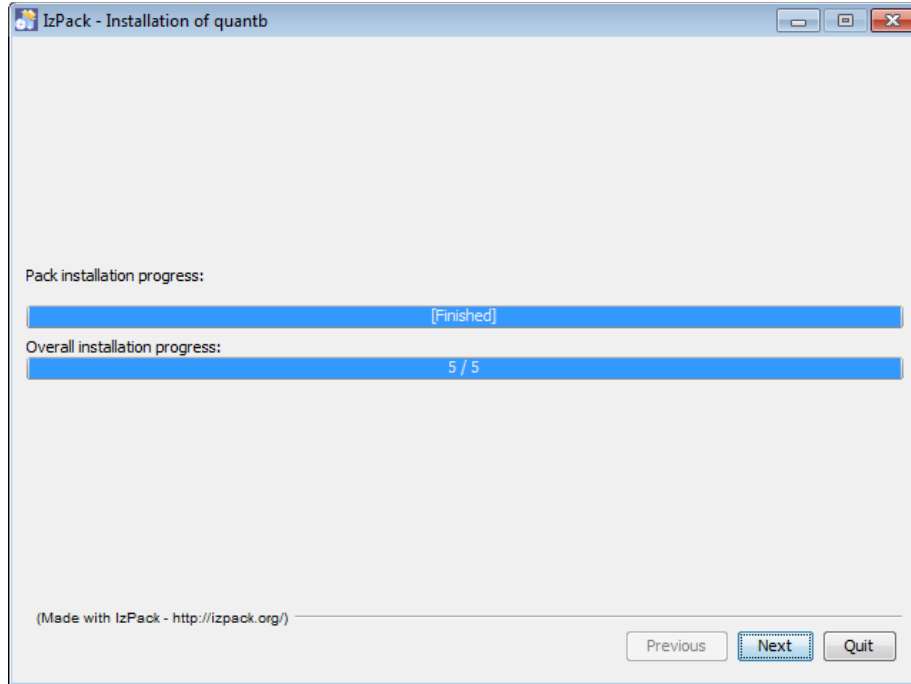 IzPack - Installation of quantb
Pack installation progress:
[Finished]
Overall installation progress:
5 / 5
(Made with IzPack - http://izpack.org/)
Previous Next Quit